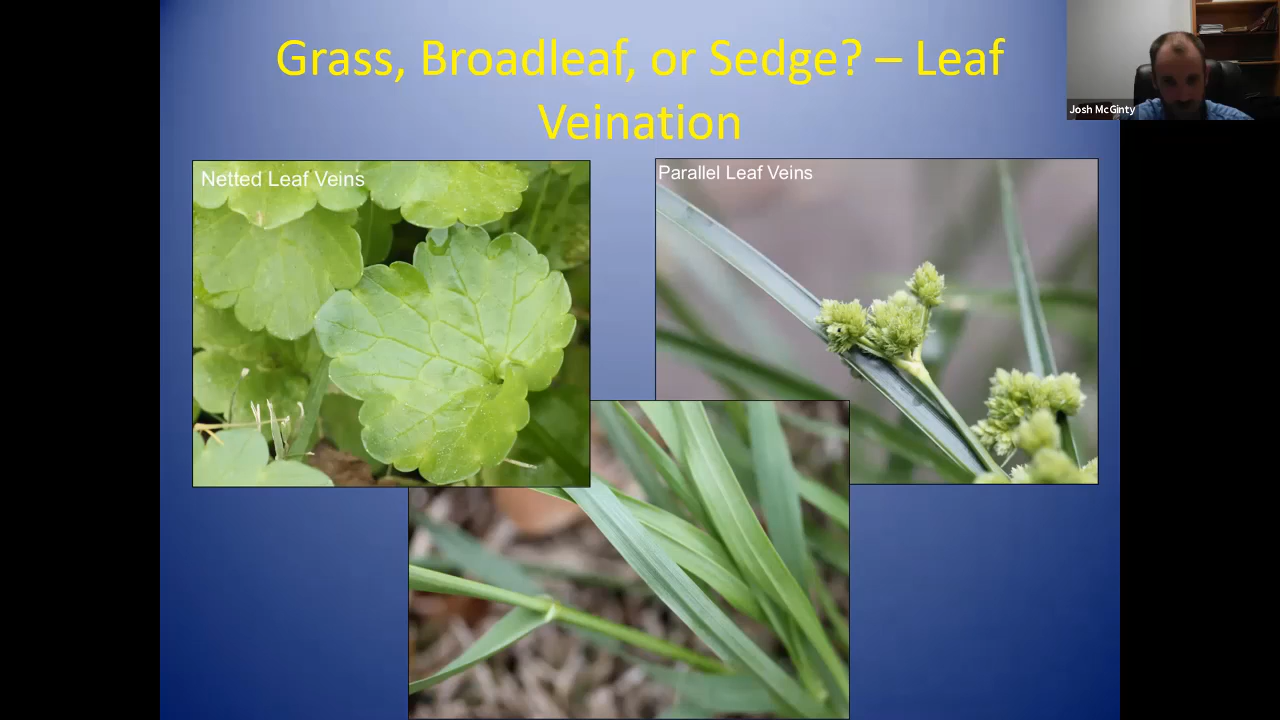 Grass, Broadleaf, or Sedge? – Leaf
Veination
Josh McGinty
Netted Leaf Veins
Parallel Leaf Veins